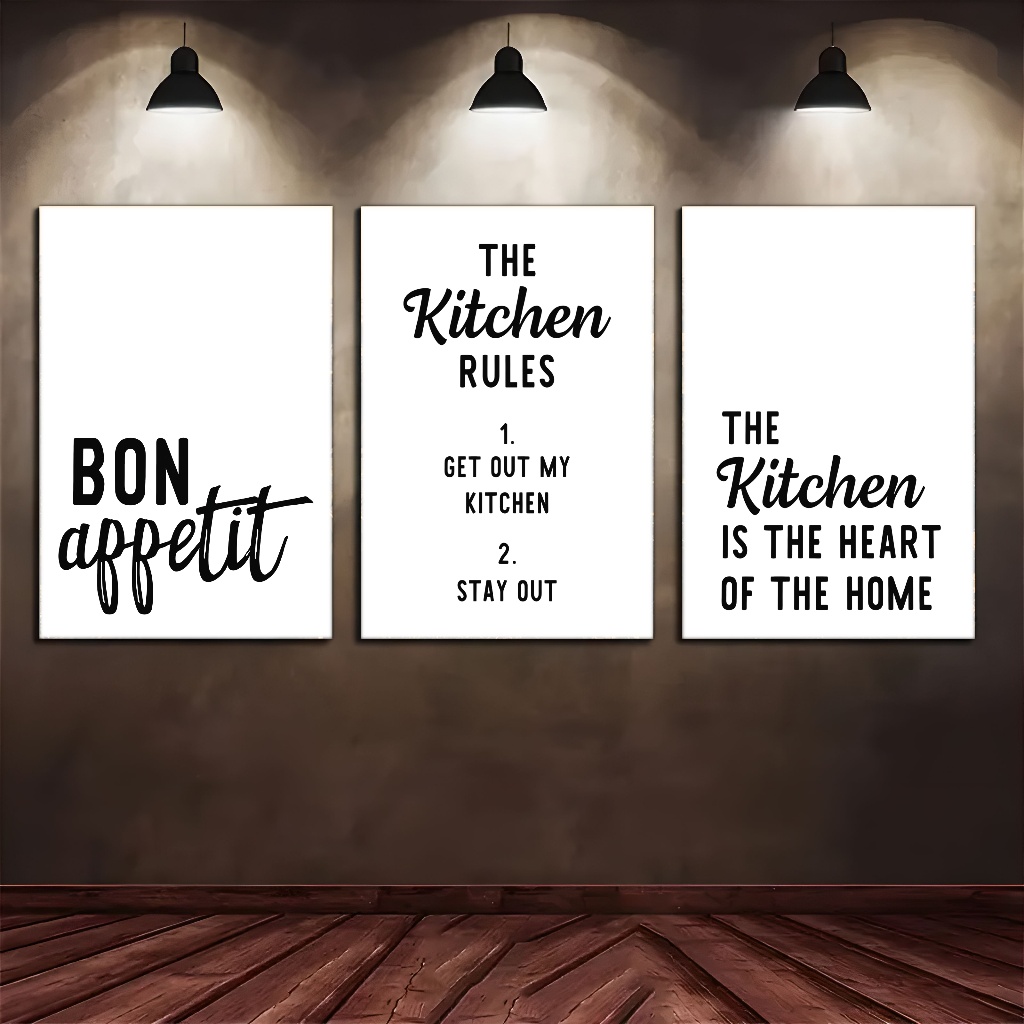 BON
appetit
THE
Kitchen
RULES
1.
GET OUT MY
KITCHEN
2.
STAY OUT
THE
Kitchen
IS THE HEART
OF THE HOME